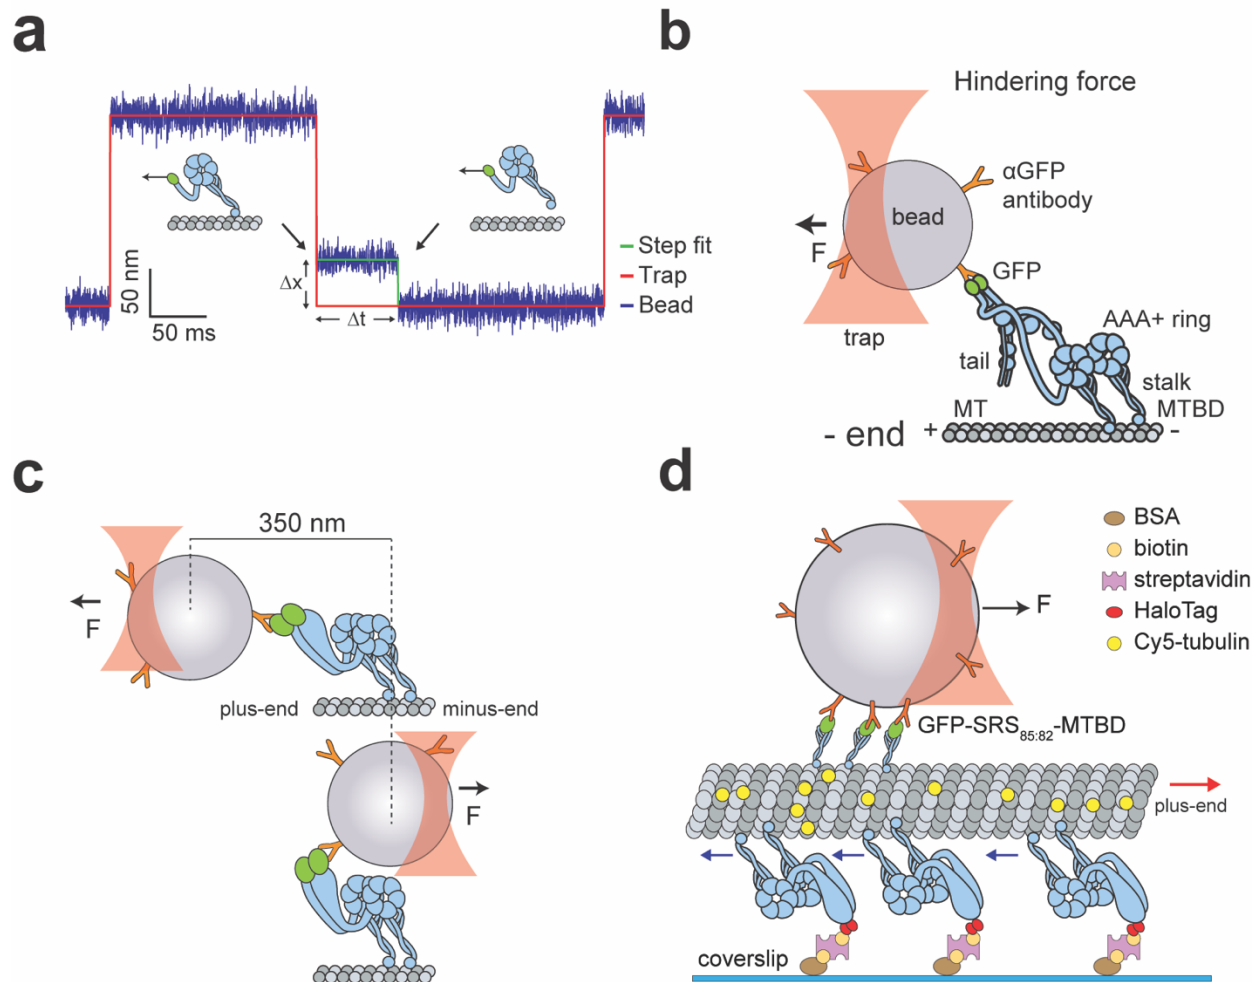 a
50 nm
50 ms
Δx
Δt
Step fit
Trap
Bead
b
Hindering force
αGFP
antibody
bead
F
GFP
trap
AAA+ ring
tail
stalk
MT
MTBD
- end
+
-
c
350 nm
F
plus-end
minus-end
F
d
BSA
biotin
streptavidin
HaloTag
Cy5-tubulin
F
GFP-SRS85:82-MTBD
plus-end
coverslip